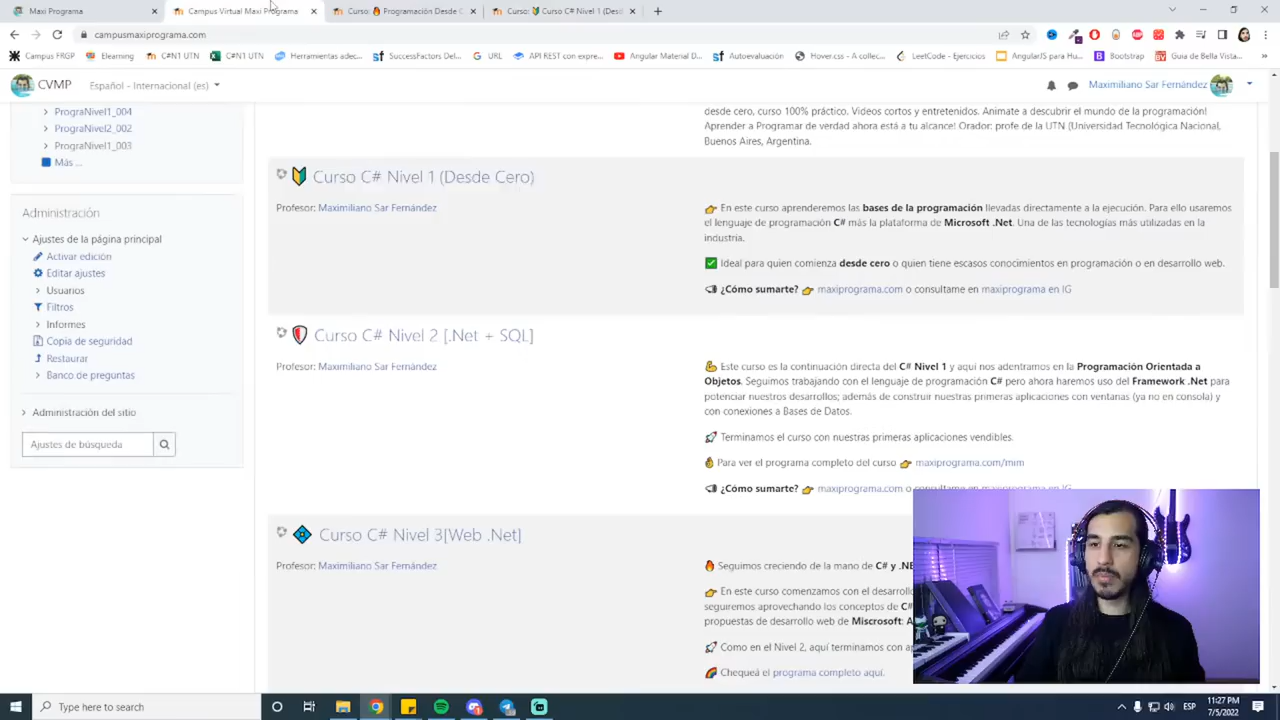 Maxi Programa
Campus Virtual Maxi Programa
Curso: 🔥 Programación Desde C
Curso: 🔰 Curso C# Nivel 1 (Desd
campusmaxiprograma.com
Campus FRGP
Elearning
C#N1 UTN
C#N1 UTN
Herramientas adec...
SuccessFactors Del...
URL
API REST con expre...
Angular Material D...
Autoevaluación
Hover.css - A collec...
LeetCode - Ejercicios
AngularJS para Hu...
Bootstrap
Guia de Bella Vista...
CVMP
Español - Internacional (es)
Maximiliano Sar Fernández
PrograNivel1_004
PrograNivel2_002
PrograNivel1_003
Más ...
Administración
Ajustes de la página principal
Activar edición
Editar ajustes
Usuarios
Filtros
Informes
Copia de seguridad
Restaurar
Banco de preguntas
Administración del sitio
Ajustes de búsqueda
desde cero, curso 100% práctico. Videos cortos y entretenidos. Animate a descubrir el mundo de la programación!
Aprender a Programar de verdad ahora está a tu alcance! Orador: profe de la UTN (Universidad Tecnológica Nacional,
Buenos Aires, Argentina.
Curso C# Nivel 1 (Desde Cero)
Profesor: Maximiliano Sar Fernández
👉 En este curso aprenderemos las bases de la programación llevadas directamente a la ejecución. Para ello usaremos
el lenguaje de programación C# más la plataforma de Microsoft .Net. Una de las tecnologías más utilizadas en la
industria.
✅ Ideal para quien comienza desde cero o quien tiene escasos conocimientos en programación o en desarrollo web.
📢 ¿Cómo sumarte? 👉 maxiprograma.com o consultame en maxiprograma en IG
Curso C# Nivel 2 [.Net + SQL]
Profesor: Maximiliano Sar Fernández
💪 Este curso es la continuación directa del C# Nivel 1 y aquí nos adentramos en la Programación Orientada a
Objetos. Seguimos trabajando con el lenguaje de programación C# pero ahora haremos uso del Framework .Net para
potenciar nuestros desarrollos; además de construir nuestras primeras aplicaciones con ventanas (ya no en consola) y
con conexiones a Bases de Datos.
🚀 Terminamos el curso con nuestras primeras aplicaciones vendibles.
Para ver el programa completo del curso 👉 maxiprograma.com/mim
📢 ¿Cómo sumarte? 👉 maxiprograma.com o consultame en maxiprograma en IG
Curso C# Nivel 3[Web .Net]
Profesor: Maximiliano Sar Fernández
🔥 Seguimos creciendo de la mano de C# y .NE
👉 En este curso comenzamos con el desarroll
seguiremos aprovechando los conceptos de C#
propuestas de desarrollo web de Miscrosoft: A
🚀 Como en el Nivel 2, aquí terminamos con a
🌈 Chequeá el programa completo aquí.
Type here to search
ESP
11:27 PM
7/5/2022